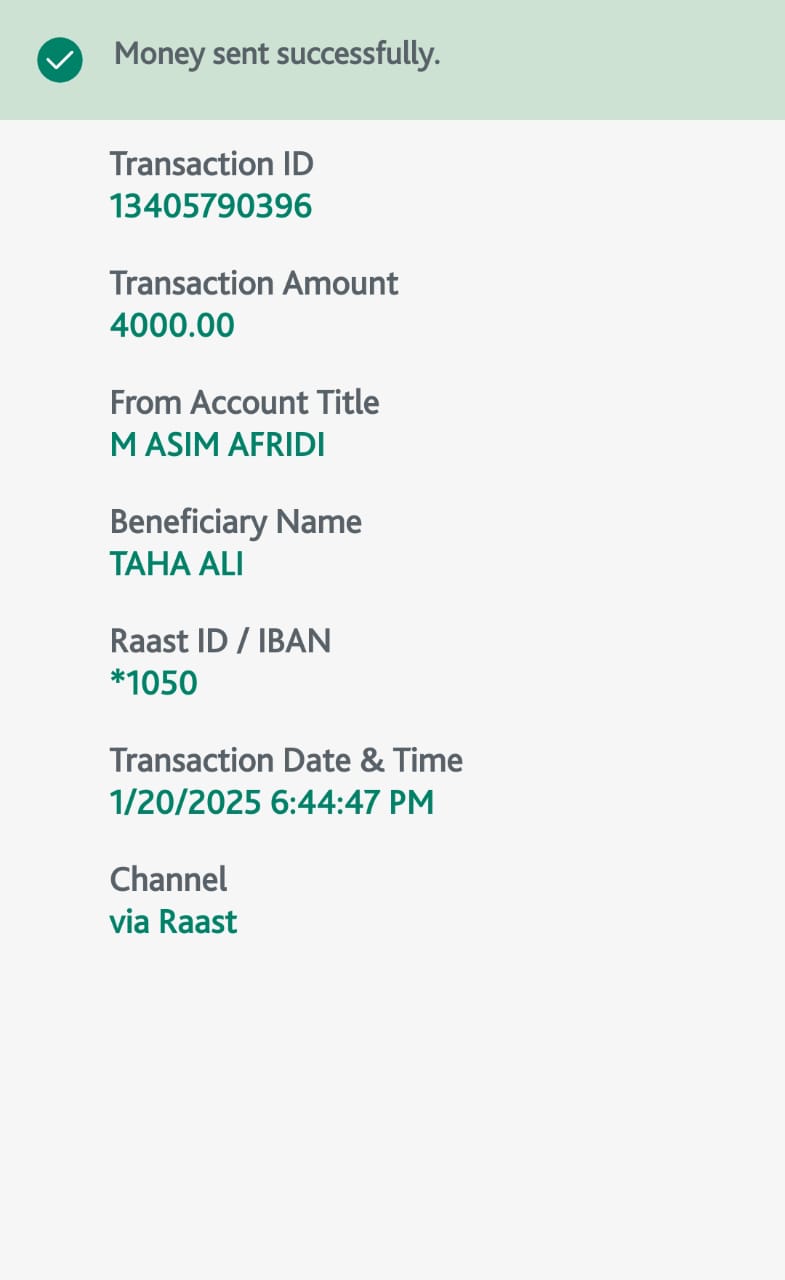 Money sent successfully.
Transaction ID
13405790396
Transaction Amount
4000.00
From Account Title
M ASIM AFRIDI
Beneficiary Name
TAHA ALI
Raast ID / IBAN
*1050
Transaction Date & Time
1/20/2025 6:44:47 PM
Channel
via Raast